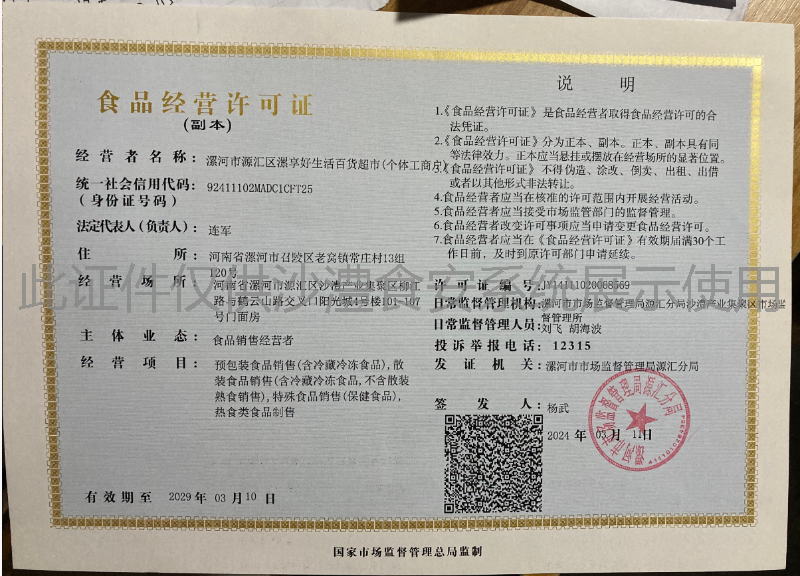 食品经营许可证
(副本)
经营者名称：漯河市源汇区漯享好生活百货超市(个体工商户)
统一社会信用代码：92411102MADC1CFT25
(身份证号码)
法定代表人(负责人)：连军
住所：河南省漯河市召陵区老窝镇常庄村13组
120号
经营场所：河南省漯河市源汇区沙澧产业集聚区柳江
路与鹤云山路交叉口阳光城1号楼101-107
号门面房
主体业态：食品销售经营者
经营项目：预包装食品销售(含冷藏冷冻食品),散
装食品销售(含冷藏冷冻食品,不含散装
熟食销售),特殊食品销售(保健食品),
热食类食品制售
有效期至 2029年03月10日
说明
1.《食品经营许可证》是食品经营者取得食品经营许可的合
法凭证。
2.《食品经营许可证》分为正本、副本。正本、副本具有同
等法律效力。正本应当悬挂或摆放在经营场所的显著位置。
《食品经营许可证》不得伪造、涂改、倒卖、出租、出借
或者以其他形式非法转让。
4.食品经营者应当在核准的许可范围内开展经营活动。
5.食品经营者应当接受市场监管部门的监督管理。
6.食品经营者改变许可事项应当申请变更食品经营许可。
7.食品经营者应当在《食品经营许可证》有效期届满30个工
作日前，及时到原许可部门申请延续。
许可证编号：JY14111020068569
日常监督管理机构：漯河市市场监督管理局源汇分局沙澧产业集聚区市场监
督管理所
日常监督管理人员：刘飞 胡海波
投诉举报电话：12315
发证机关：漯河市市场监督管理局源汇分局
签发人：杨武
2024年03月11日
漯河市市场监督管理局源汇分局
国家市场监督管理总局监制
此证件仅供沙澧食安系统展示使用